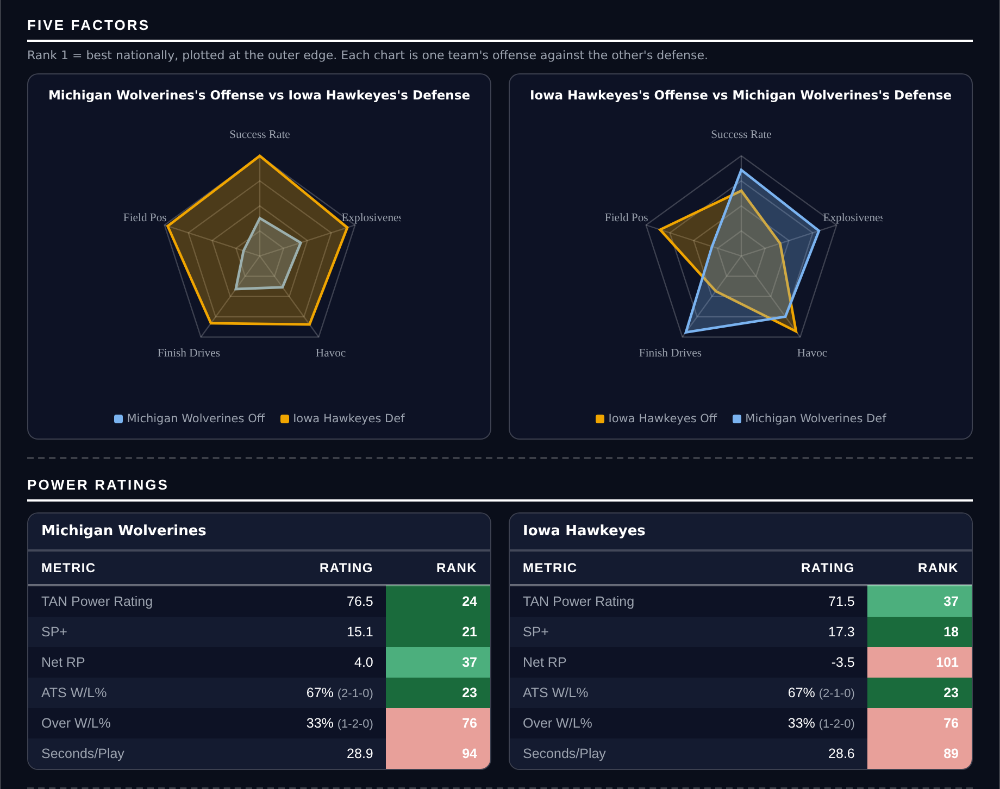 FIVE FACTORS
Rank 1 = best nationally, plotted at the outer edge. Each chart is one team's offense against the other's defense.
Michigan Wolverines's Offense vs Iowa Hawkeyes's Defense
Success Rate
Field Pos
Explosivenes
Finish Drives
Havoc
Michigan Wolverines Off
Iowa Hawkeyes Def
Iowa Hawkeyes's Offense vs Michigan Wolverines's Defense
Success Rate
Field Pos
Explosivenes
Finish Drives
Havoc
Iowa Hawkeyes Off
Michigan Wolverines Def
POWER RATINGS
Michigan Wolverines
METRIC RATING RANK
TAN Power Rating 76.5 24
SP+ 15.1 21
Net RP 4.0 37
ATS W/L% 67% (2-1-0) 23
Over W/L% 33% (1-2-0) 76
Seconds/Play 28.9 94
Iowa Hawkeyes
METRIC RATING RANK
TAN Power Rating 71.5 37
SP+ 17.3 18
Net RP -3.5 101
ATS W/L% 67% (2-1-0) 23
Over W/L% 33% (1-2-0) 76
Seconds/Play 28.6 89